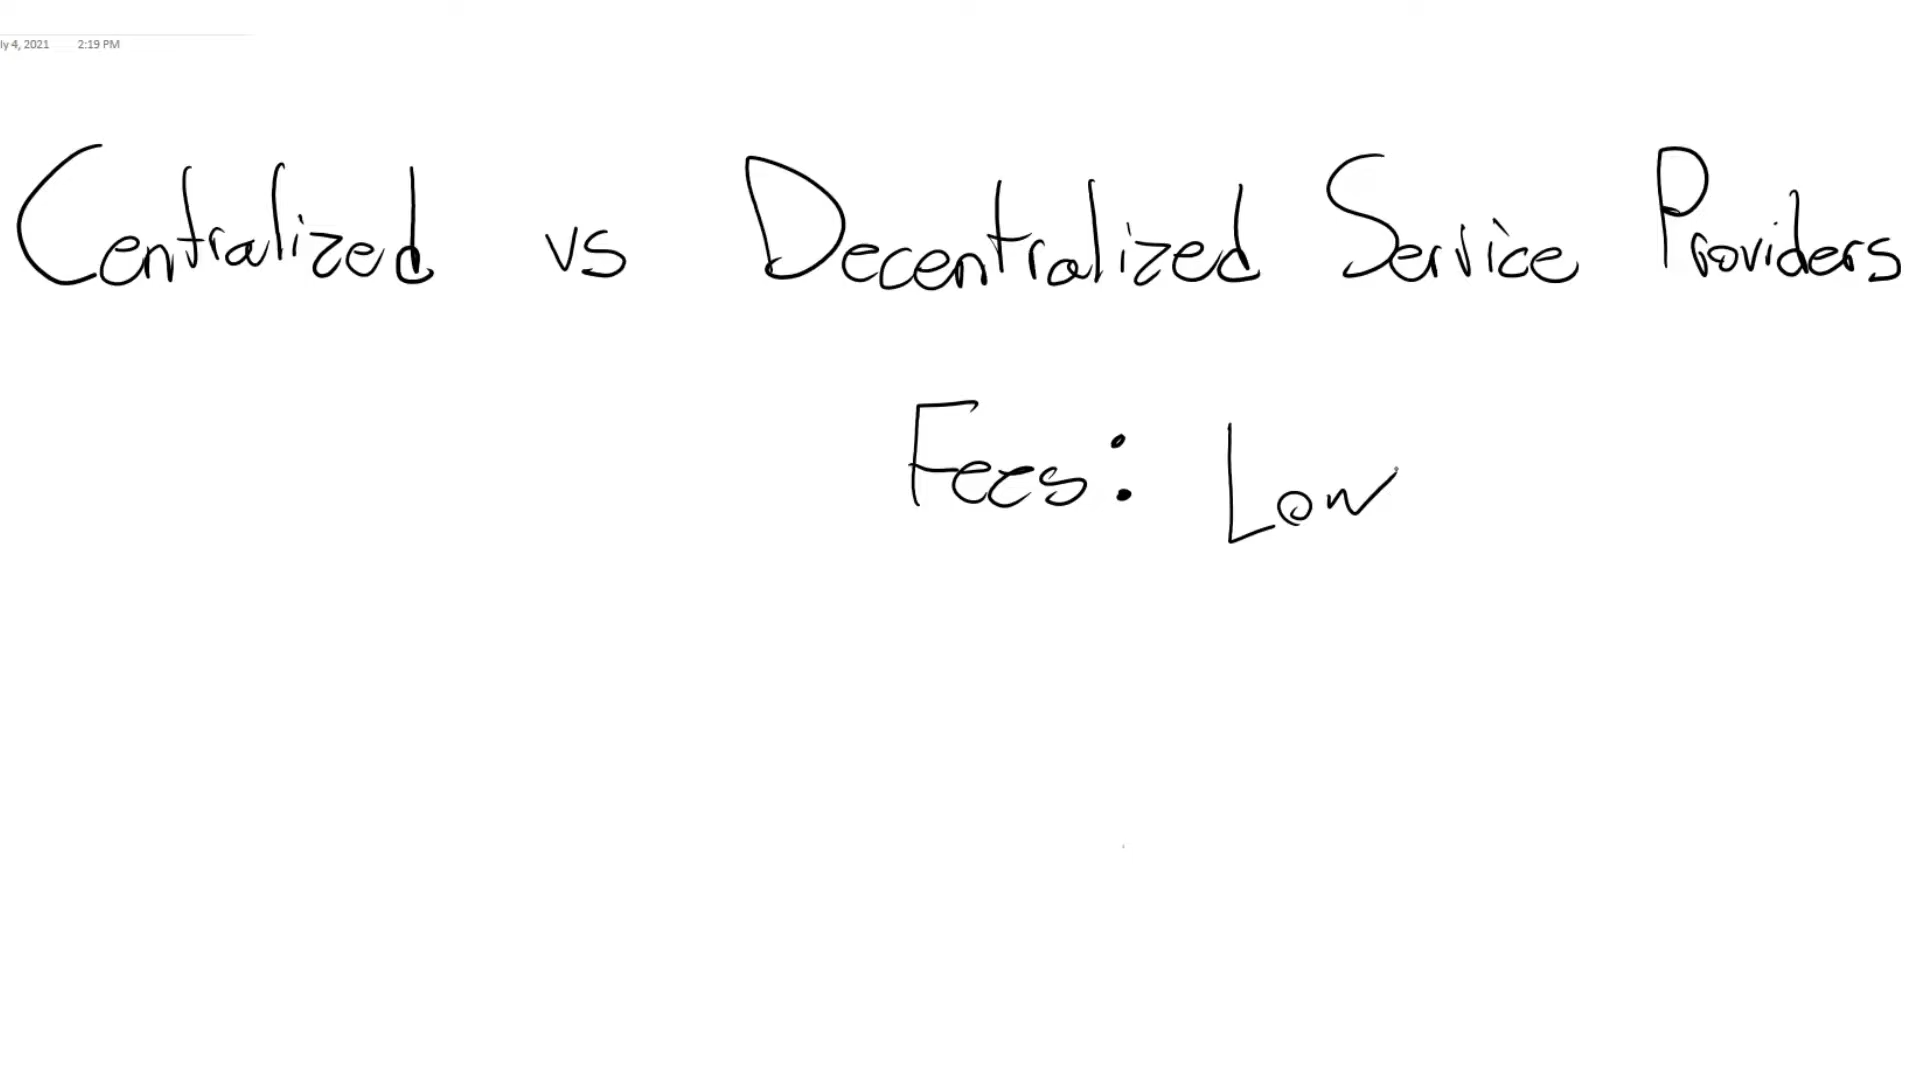 ly 4, 2021 2:19 PM
Centralized vs Decentralized Service Providers
Fees: Low